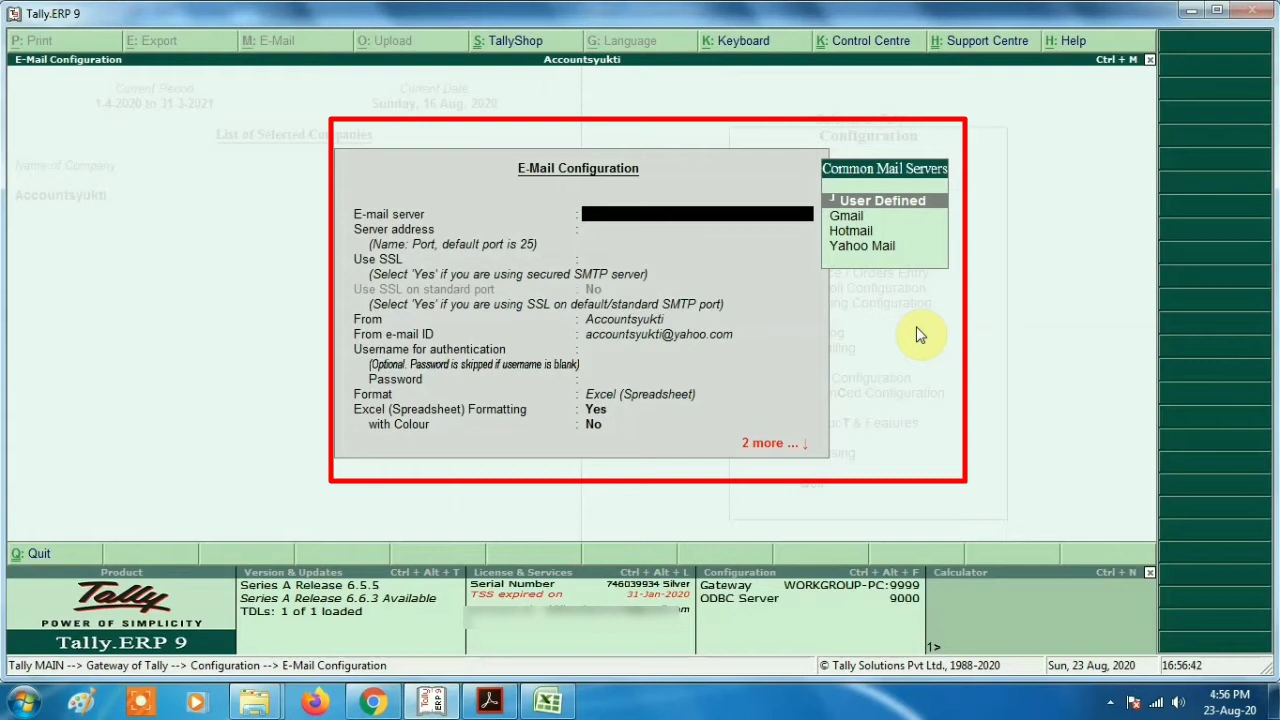 Tally.ERP 9
P: Print
E: Export
M: E-Mail
O: Upload
S: TallyShop
G: Language
K: Keyboard
K: Control Centre
H: Support Centre
H: Help
E-Mail Configuration
Accountsyukti
Ctrl + M
Current Period
1-4-2020 to 31-3-2021
Current Date
Sunday, 16 Aug, 2020
List of Selected Companies
Name of Company
Accountsyukti
Configuration
E-Mail Configuration
E-mail server :
Server address :
(Name: Port, default port is 25)
Use SSL :
(Select 'Yes' if you are using secured SMTP server)
Use SSL on standard port : No
(Select 'Yes' if you are using SSL on default/standard SMTP port)
From : Accountsyukti
From e-mail ID : accountsyukti@yahoo.com
Username for authentication :
(Optional. Password is skipped if username is blank)
Password :
Format : Excel (Spreadsheet)
Excel (Spreadsheet) Formatting : Yes
with Colour : No
2 more ... ↓
Common Mail Servers
┘ User Defined
Gmail
Hotmail
Yahoo Mail
/ Orders Entry
Configuration
Configuration
Configuration
Configuration
& Features
Q: Quit
Product
Tally
POWER OF SIMPLICITY
Tally.ERP 9
Version & Updates Ctrl + Alt + T
Series A Release 6.5.5
Series A Release 6.6.3 Available
TDLs: 1 of 1 loaded
License & Services Ctrl + Alt + L
Serial Number 746039934 Silver
TSS expired on 31-Jan-2020
Configuration Ctrl + Alt + F
Gateway WORKGROUP-PC:9999
ODBC Server 9000
Calculator Ctrl + N
1>
Tally MAIN --> Gateway of Tally --> Configuration --> E-Mail Configuration
© Tally Solutions Pvt Ltd., 1988-2020
Sun, 23 Aug, 2020
16:56:42
4:56 PM
23-Aug-20